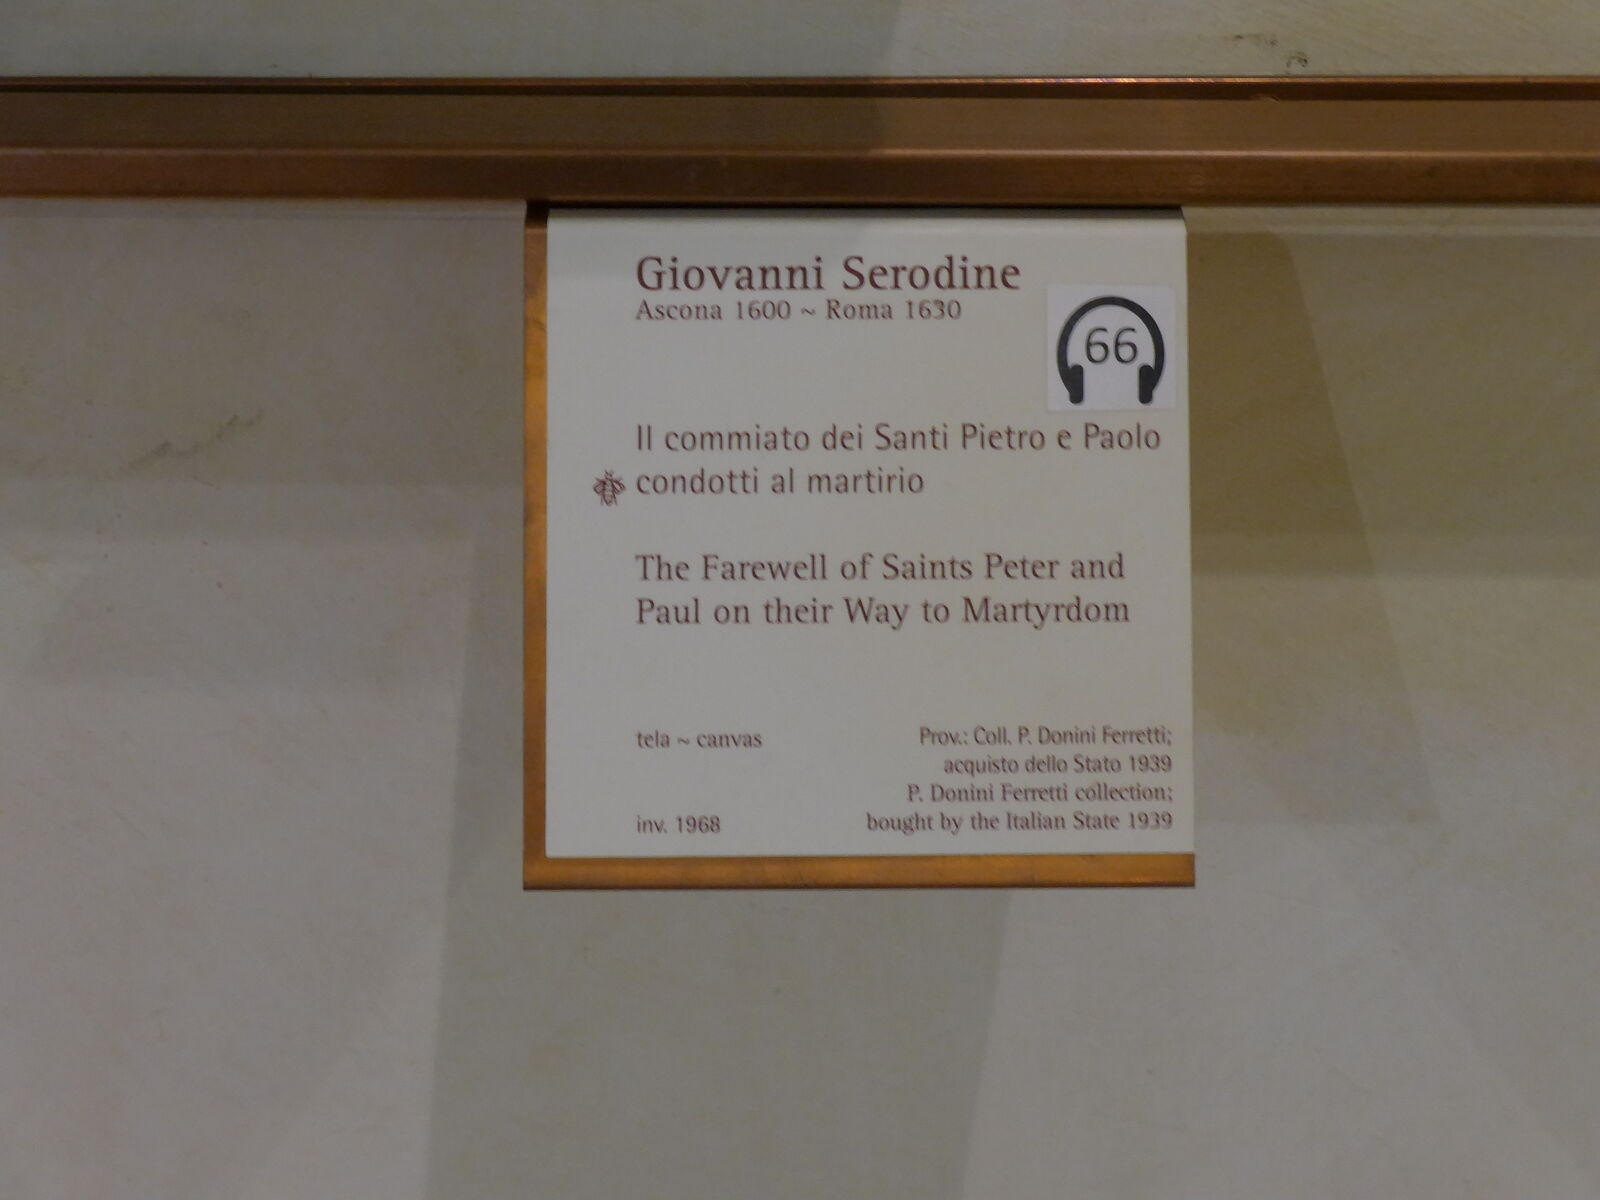 Giovanni Serodine
Ascona 1600 ~ Roma 1630
66
Il commiato dei Santi Pietro e Paolo
condotti al martirio
The Farewell of Saints Peter and
Paul on their Way to Martyrdom
tela ~ canvas
inv. 1968
Prov.: Coll. P. Donini Ferretti;
acquisto dello Stato 1939
P. Donini Ferretti collection;
bought by the Italian State 1939